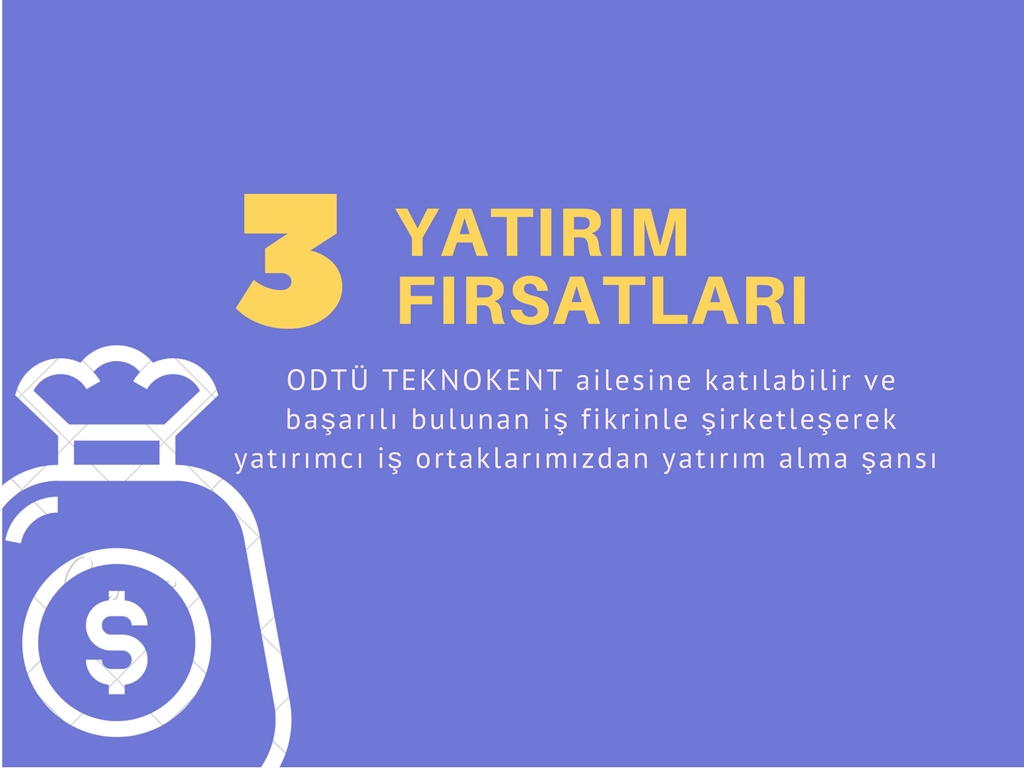 3
YATIRIM
FIRSATLARI
ODTÜ TEKNOKENT ailesine katılabilir ve
başarılı bulunan iş fikrinle şirketleşerek
yatırımcı iş ortaklarımızdan yatırım alma şansı
$